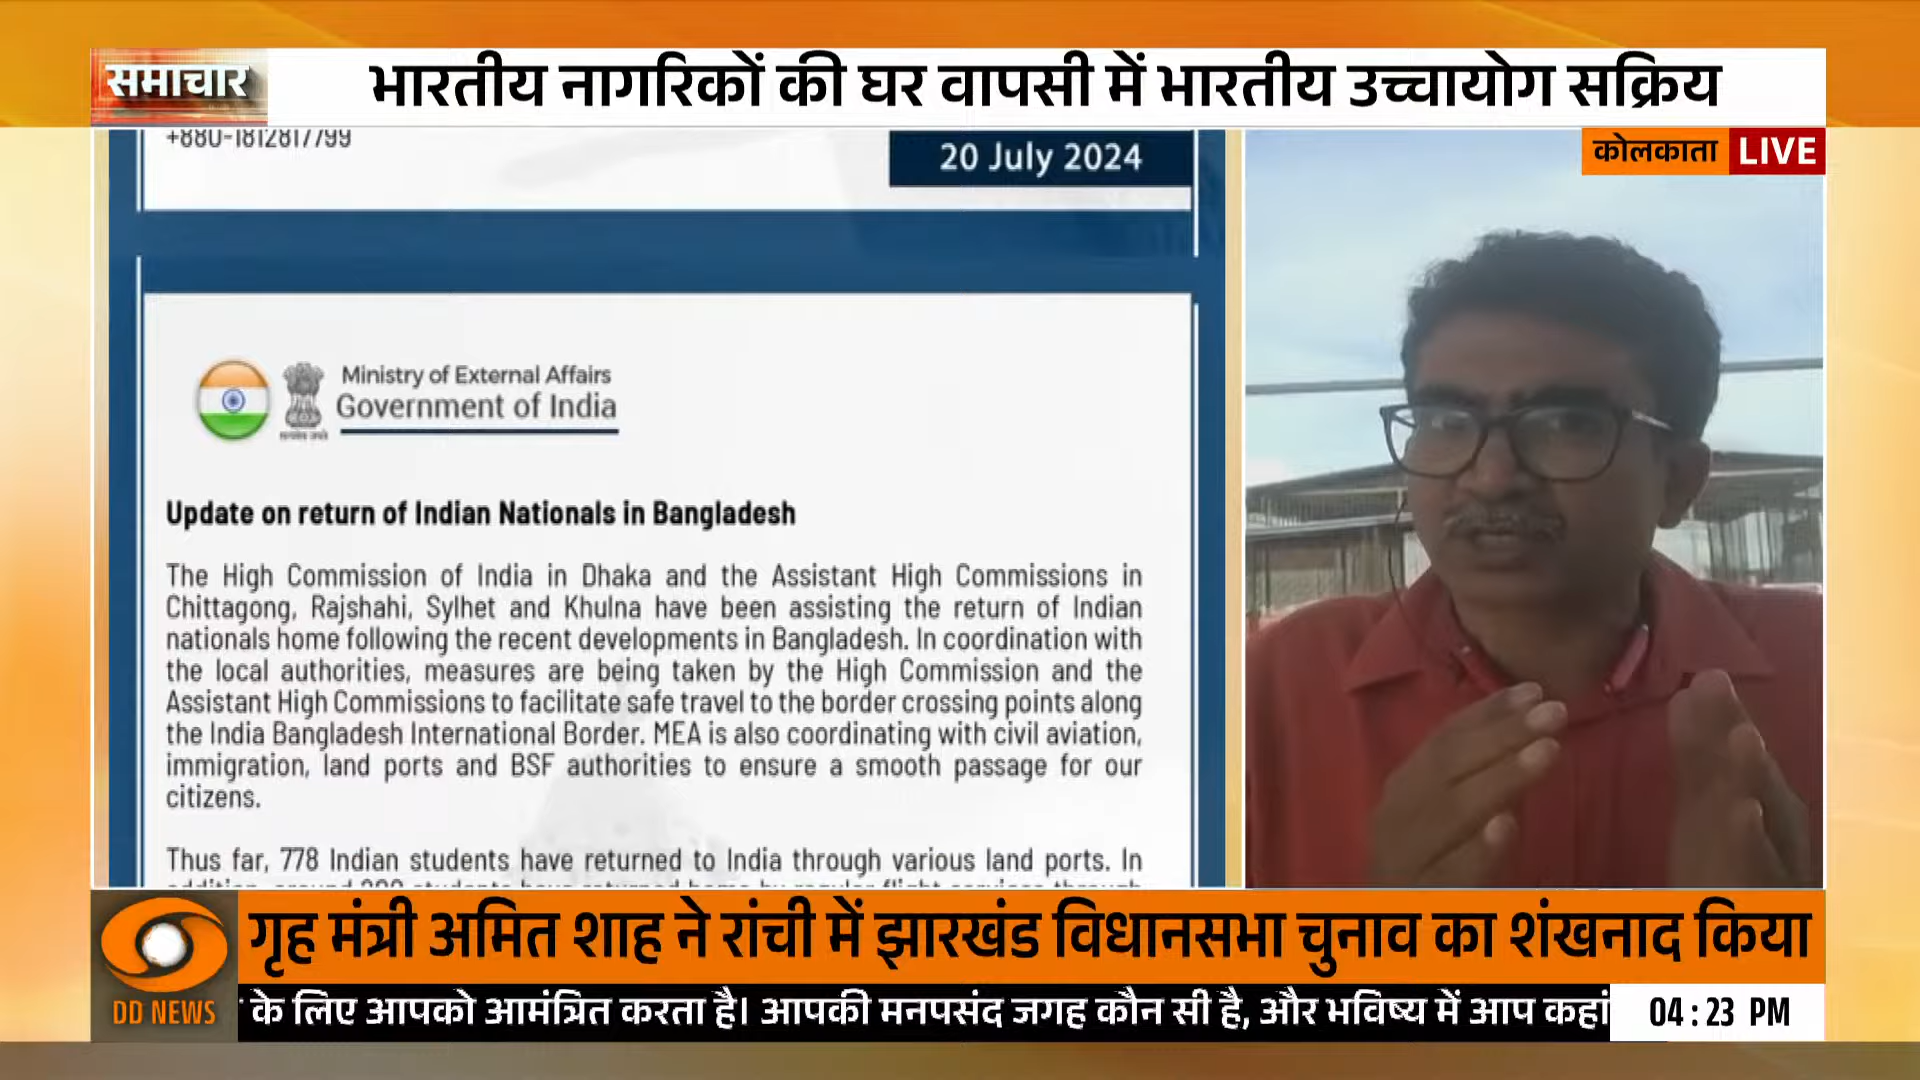 समाचार
भारतीय नागरिकों की घर वापसी में भारतीय उच्चायोग सक्रिय
+880-1812817799
20 July 2024
कोलकाता LIVE
Ministry of External Affairs
Government of India
Update on return of Indian Nationals in Bangladesh
The High Commission of India in Dhaka and the Assistant High Commissions in
Chittagong, Rajshahi, Sylhet and Khulna have been assisting the return of Indian
nationals home following the recent developments in Bangladesh. In coordination with
the local authorities, measures are being taken by the High Commission and the
Assistant High Commissions to facilitate safe travel to the border crossing points along
the India Bangladesh International Border. MEA is also coordinating with civil aviation,
immigration, land ports and BSF authorities to ensure a smooth passage for our
citizens.
Thus far, 778 Indian students have returned to India through various land ports. In
गृह मंत्री अमित शाह ने रांची में झारखंड विधानसभा चुनाव का शंखनाद किया
DD NEWS
के लिए आपको आमंत्रित करता है। आपकी मनपसंद जगह कौन सी है, और भविष्य में आप कहां
04:23 PM